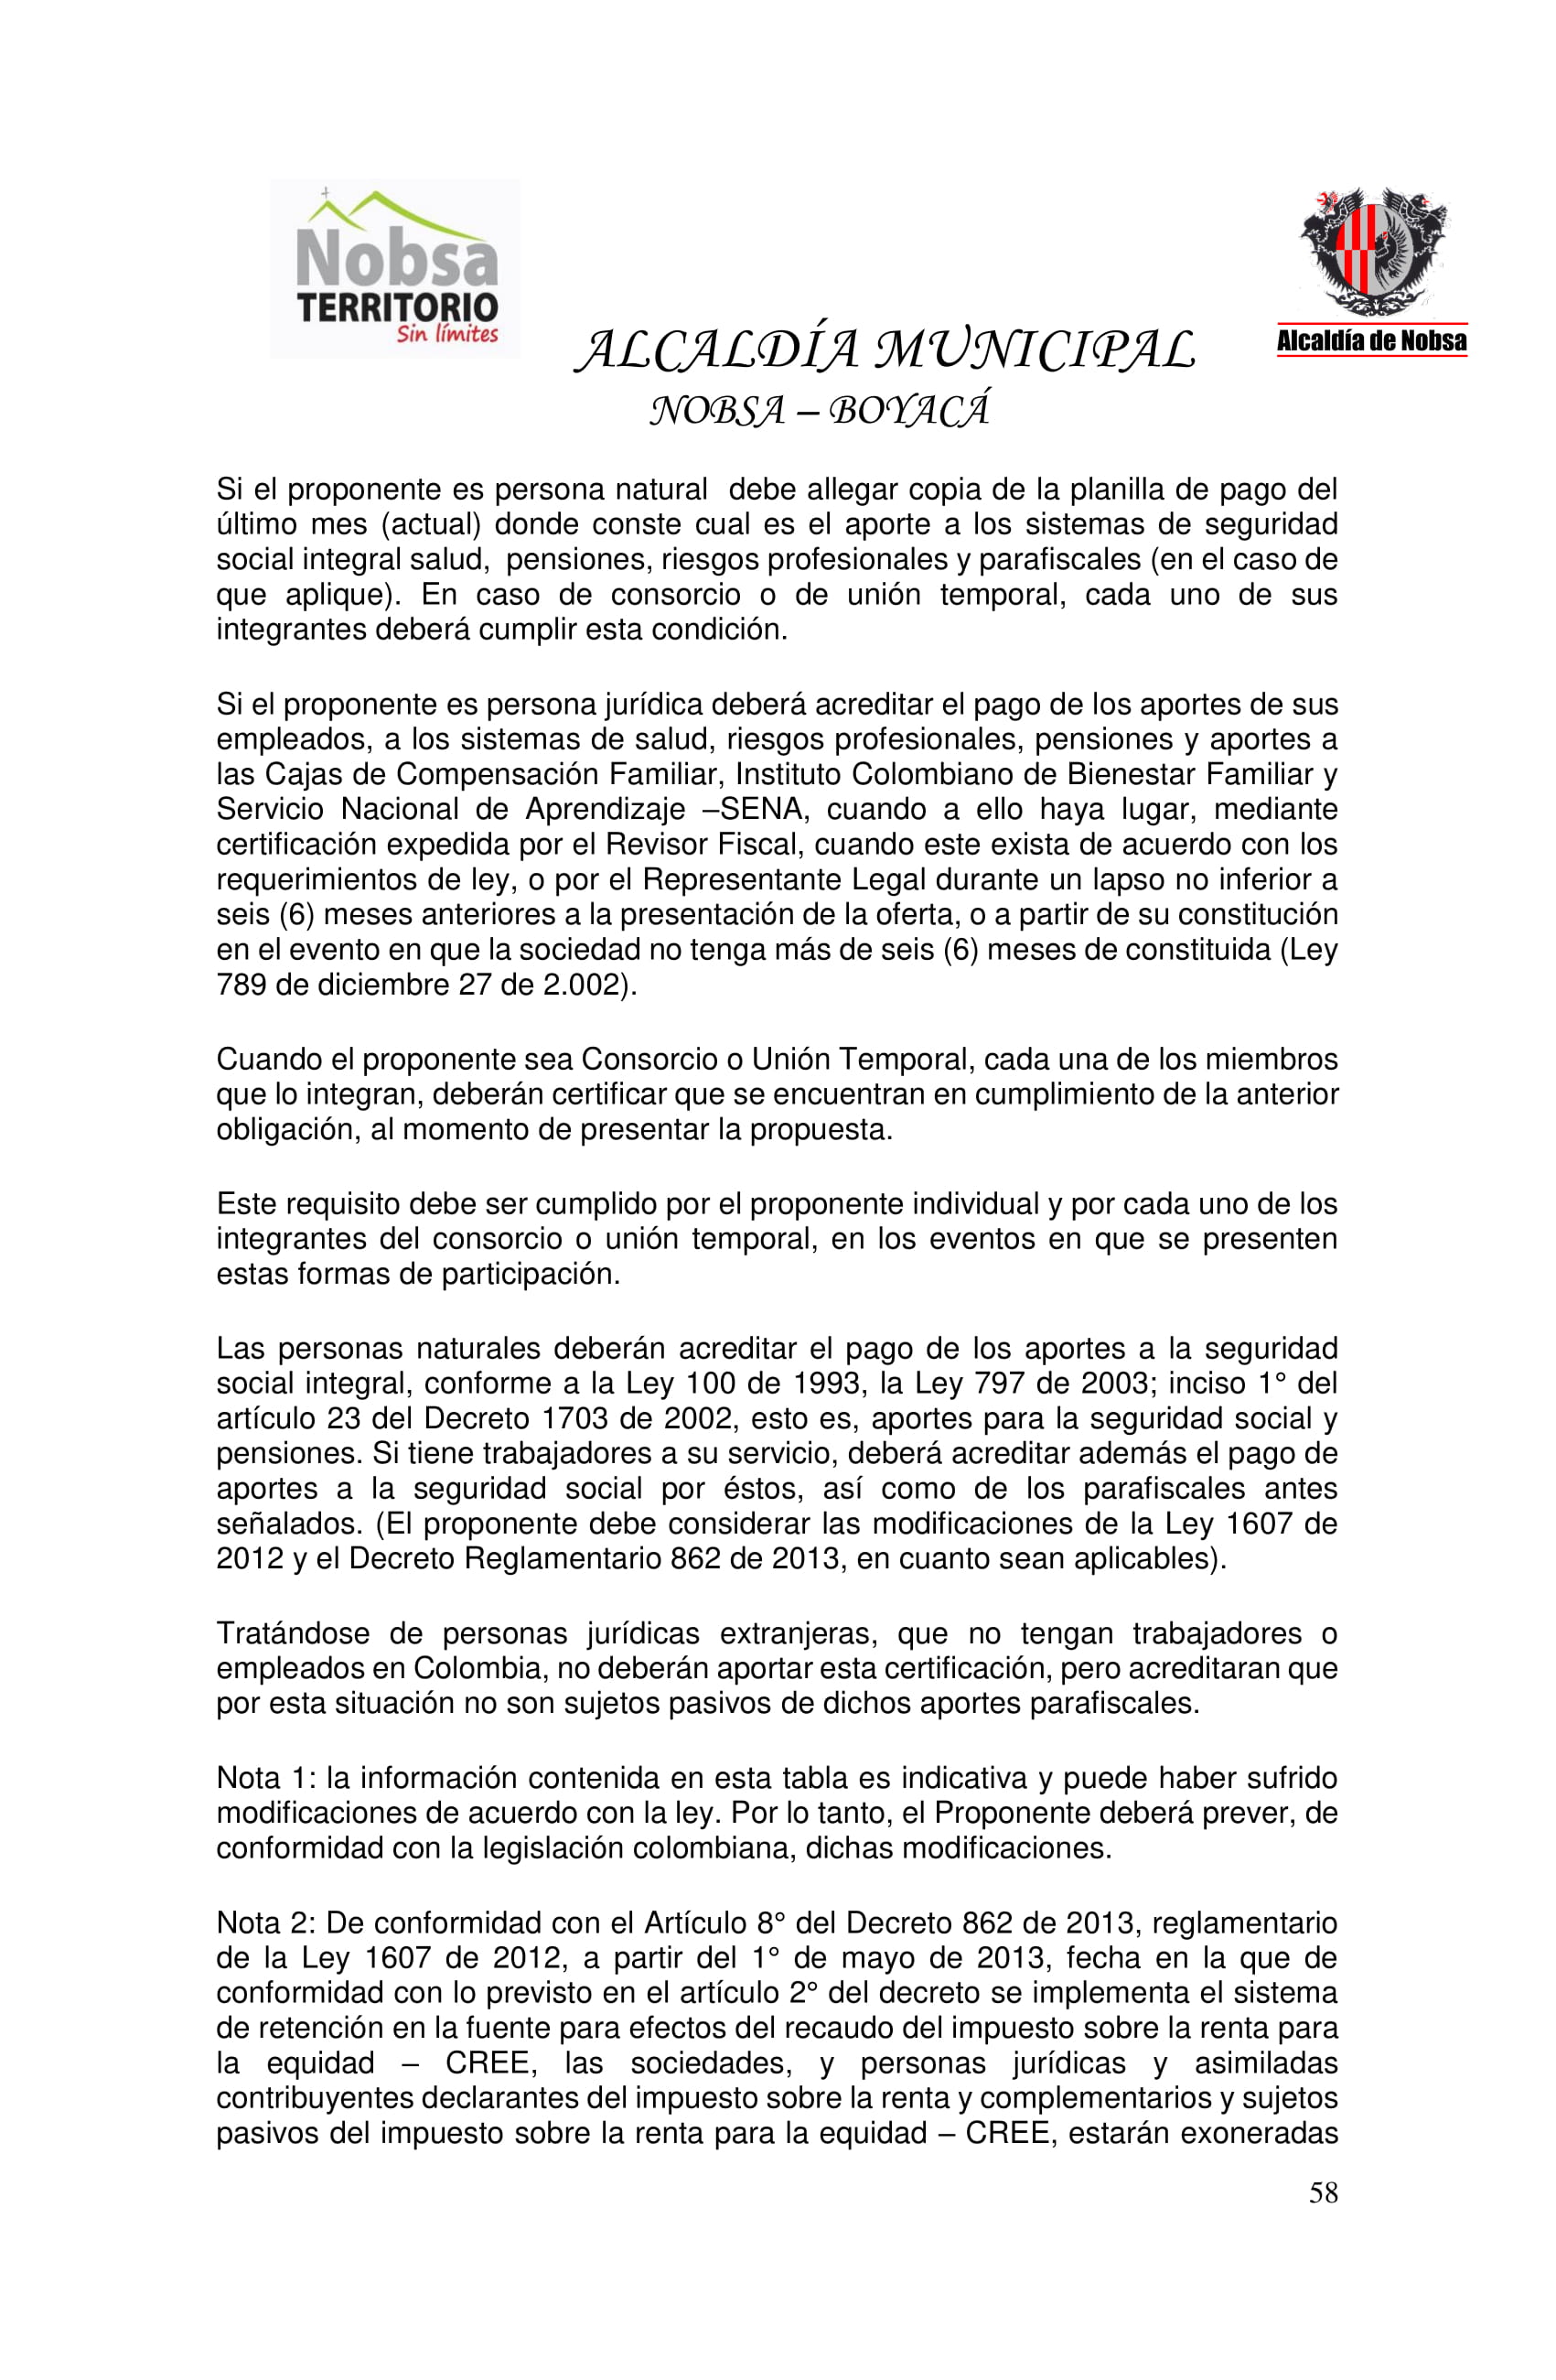 Nobsa
TERRITORIO
Sin límites
Alcaldía de Nobsa
ALCALDÍA MUNICIPAL
NOBSA – BOYACÁ
Si el proponente es persona natural  debe allegar copia de la planilla de pago del
último mes (actual) donde conste cual es el aporte a los sistemas de seguridad
social integral salud,  pensiones, riesgos profesionales y parafiscales (en el caso de
que aplique). En caso de consorcio o de unión temporal, cada uno de sus
integrantes deberá cumplir esta condición.
Si el proponente es persona jurídica deberá acreditar el pago de los aportes de sus
empleados, a los sistemas de salud, riesgos profesionales, pensiones y aportes a
las Cajas de Compensación Familiar, Instituto Colombiano de Bienestar Familiar y
Servicio Nacional de Aprendizaje –SENA, cuando a ello haya lugar, mediante
certificación expedida por el Revisor Fiscal, cuando este exista de acuerdo con los
requerimientos de ley, o por el Representante Legal durante un lapso no inferior a
seis (6) meses anteriores a la presentación de la oferta, o a partir de su constitución
en el evento en que la sociedad no tenga más de seis (6) meses de constituida (Ley
789 de diciembre 27 de 2.002).
Cuando el proponente sea Consorcio o Unión Temporal, cada una de los miembros
que lo integran, deberán certificar que se encuentran en cumplimiento de la anterior
obligación, al momento de presentar la propuesta.
Este requisito debe ser cumplido por el proponente individual y por cada uno de los
integrantes del consorcio o unión temporal, en los eventos en que se presenten
estas formas de participación.
Las personas naturales deberán acreditar el pago de los aportes a la seguridad
social integral, conforme a la Ley 100 de 1993, la Ley 797 de 2003; inciso 1° del
artículo 23 del Decreto 1703 de 2002, esto es, aportes para la seguridad social y
pensiones. Si tiene trabajadores a su servicio, deberá acreditar además el pago de
aportes a la seguridad social por éstos, así como de los parafiscales antes
señalados. (El proponente debe considerar las modificaciones de la Ley 1607 de
2012 y el Decreto Reglamentario 862 de 2013, en cuanto sean aplicables).
Tratándose de personas jurídicas extranjeras, que no tengan trabajadores o
empleados en Colombia, no deberán aportar esta certificación, pero acreditaran que
por esta situación no son sujetos pasivos de dichos aportes parafiscales.
Nota 1: la información contenida en esta tabla es indicativa y puede haber sufrido
modificaciones de acuerdo con la ley. Por lo tanto, el Proponente deberá prever, de
conformidad con la legislación colombiana, dichas modificaciones.
Nota 2: De conformidad con el Artículo 8° del Decreto 862 de 2013, reglamentario
de la Ley 1607 de 2012, a partir del 1° de mayo de 2013, fecha en la que de
conformidad con lo previsto en el artículo 2° del decreto se implementa el sistema
de retención en la fuente para efectos del recaudo del impuesto sobre la renta para
la equidad – CREE, las sociedades, y personas jurídicas y asimiladas
contribuyentes declarantes del impuesto sobre la renta y complementarios y sujetos
pasivos del impuesto sobre la renta para la equidad – CREE, estarán exoneradas
58